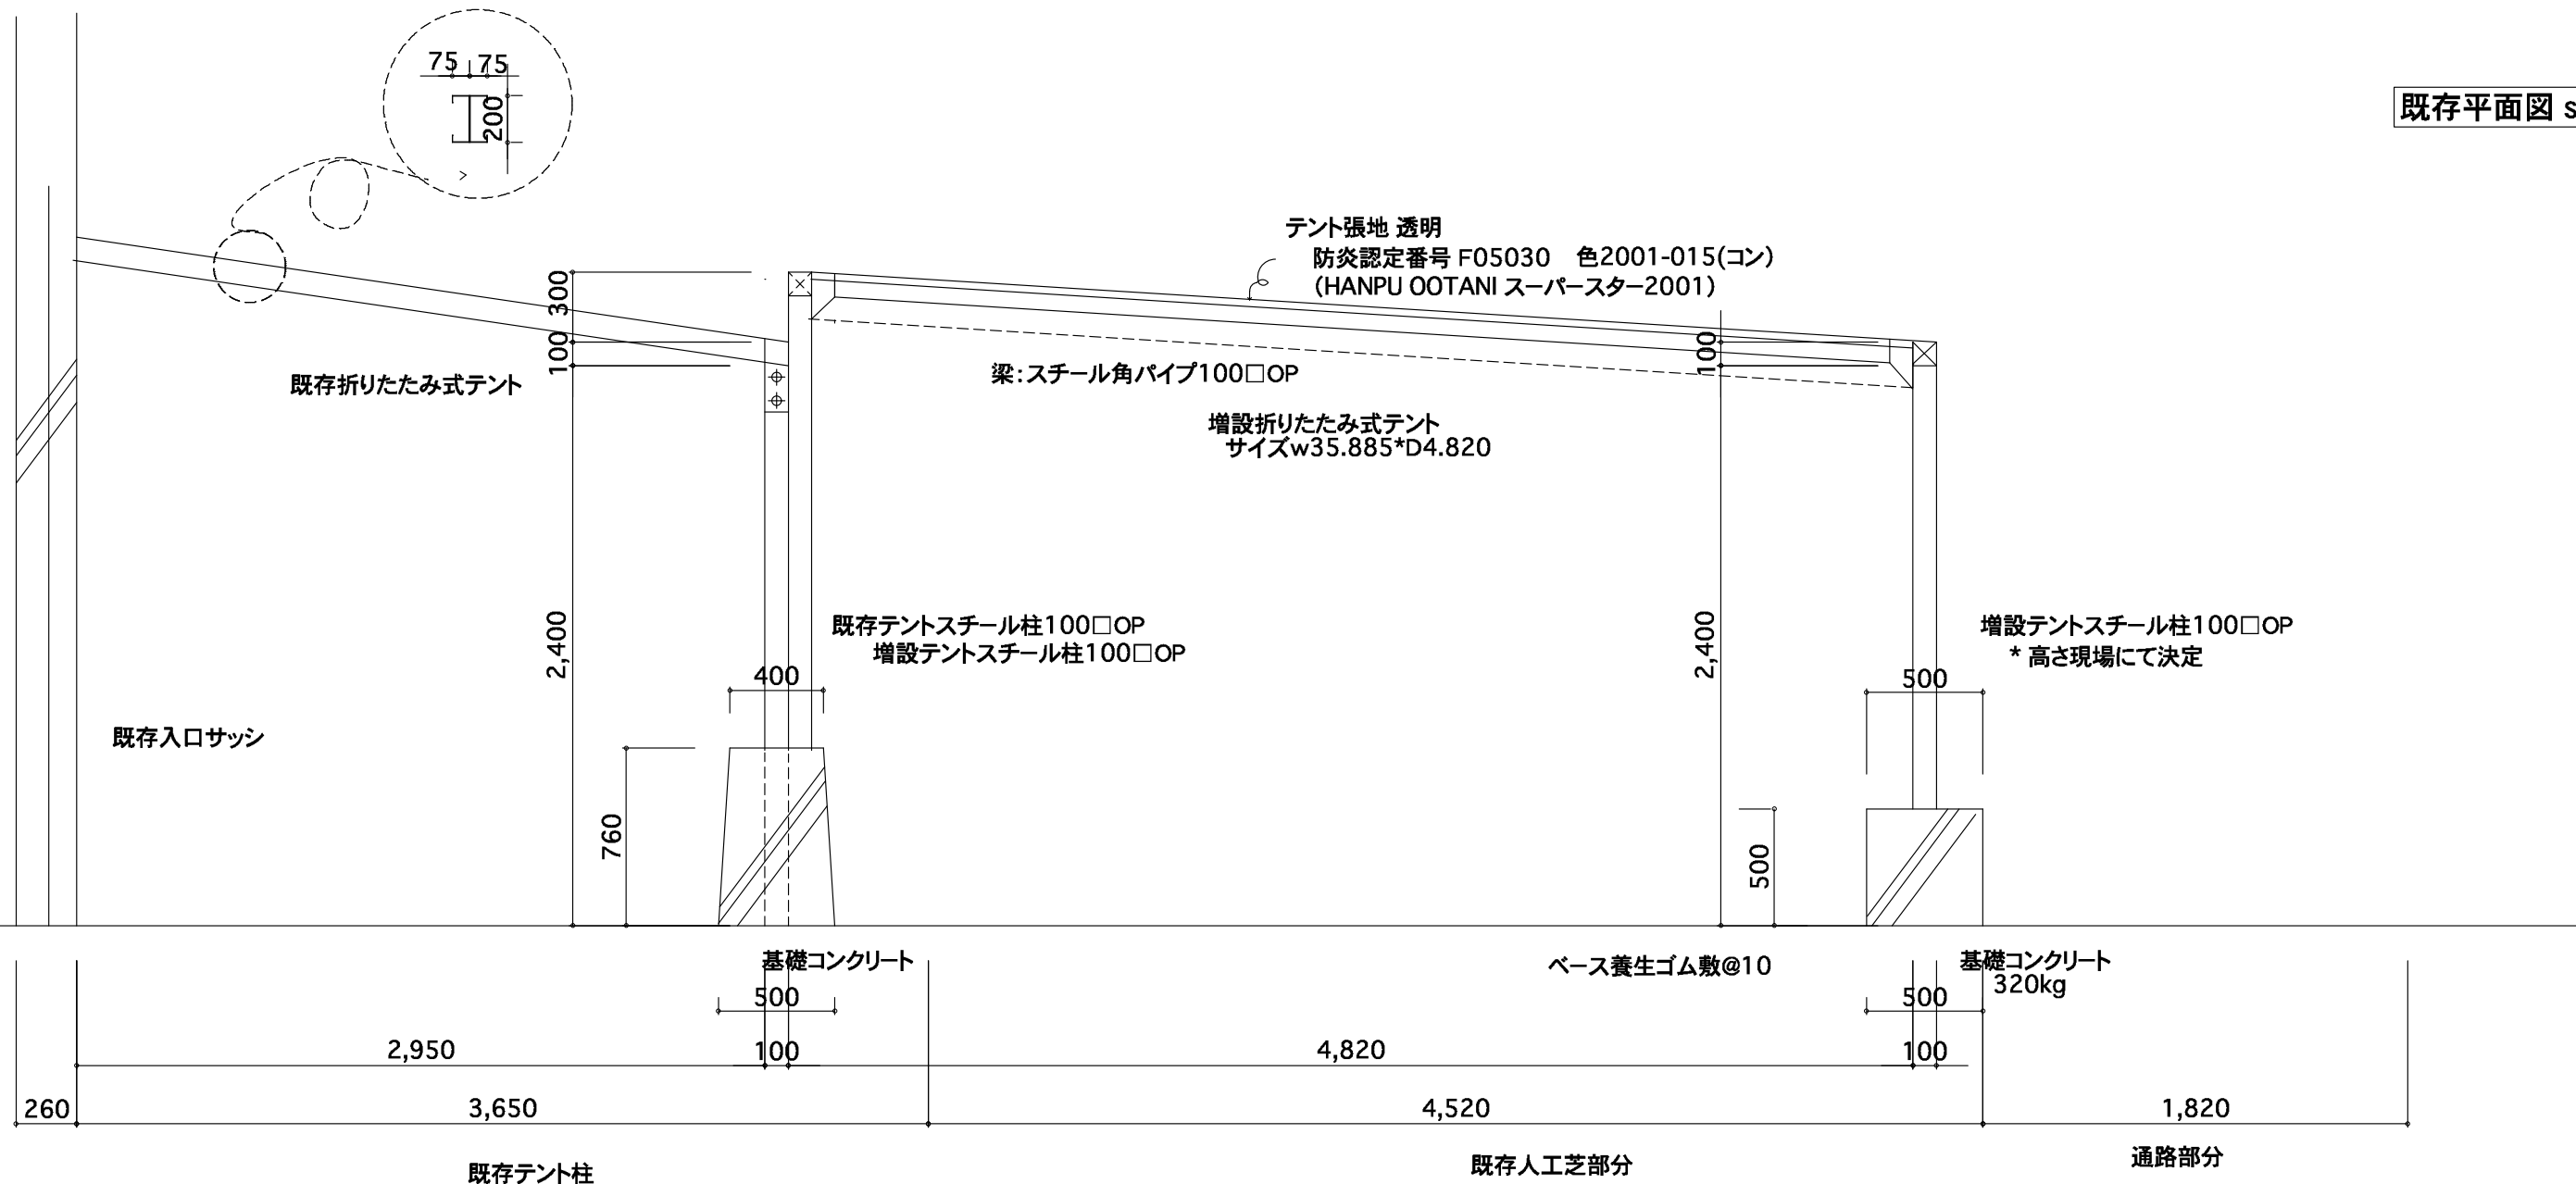 75 75
200
既存平面図 S
テント張地 透明
防炎認定番号 F05030 色2001-015(コン)
(HANPU OOTANI スーパースター2001)
300
100
100
既存折りたたみ式テント
梁:スチール角パイプ100□OP
増設折りたたみ式テント
サイズw35.885*D4.820
2,400
既存テントスチール柱100□OP
増設テントスチール柱100□OP
400
2,400
増設テントスチール柱100□OP
* 高さ現場にて決定
500
既存入口サッシ
760
500
基礎コンクリート
ベース養生ゴム敷@10
基礎コンクリート
320kg
500
500
2,950
100
4,820
100
260
3,650
4,520
1,820
既存テント柱
既存人工芝部分
通路部分